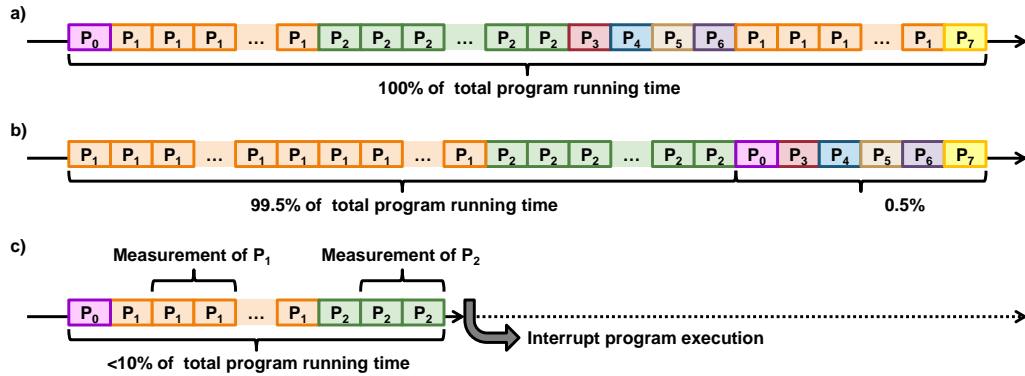 a)
P0 P1 P1 P1 ... P1 P2 P2 P2 ... P2 P2 P3 P4 P5 P6 P1 P1 P1 ... P1 P7
100% of total program running time
b)
P1 P1 P1 ... P1 P1 P1 P1 ... P1 P2 P2 P2 ... P2 P2 P0 P3 P4 P5 P6 P7
99.5% of total program running time 0.5%
c)
Measurement of P1 Measurement of P2
P0 P1 P1 P1 ... P1 P2 P2 P2
Interrupt program execution
<10% of total program running time